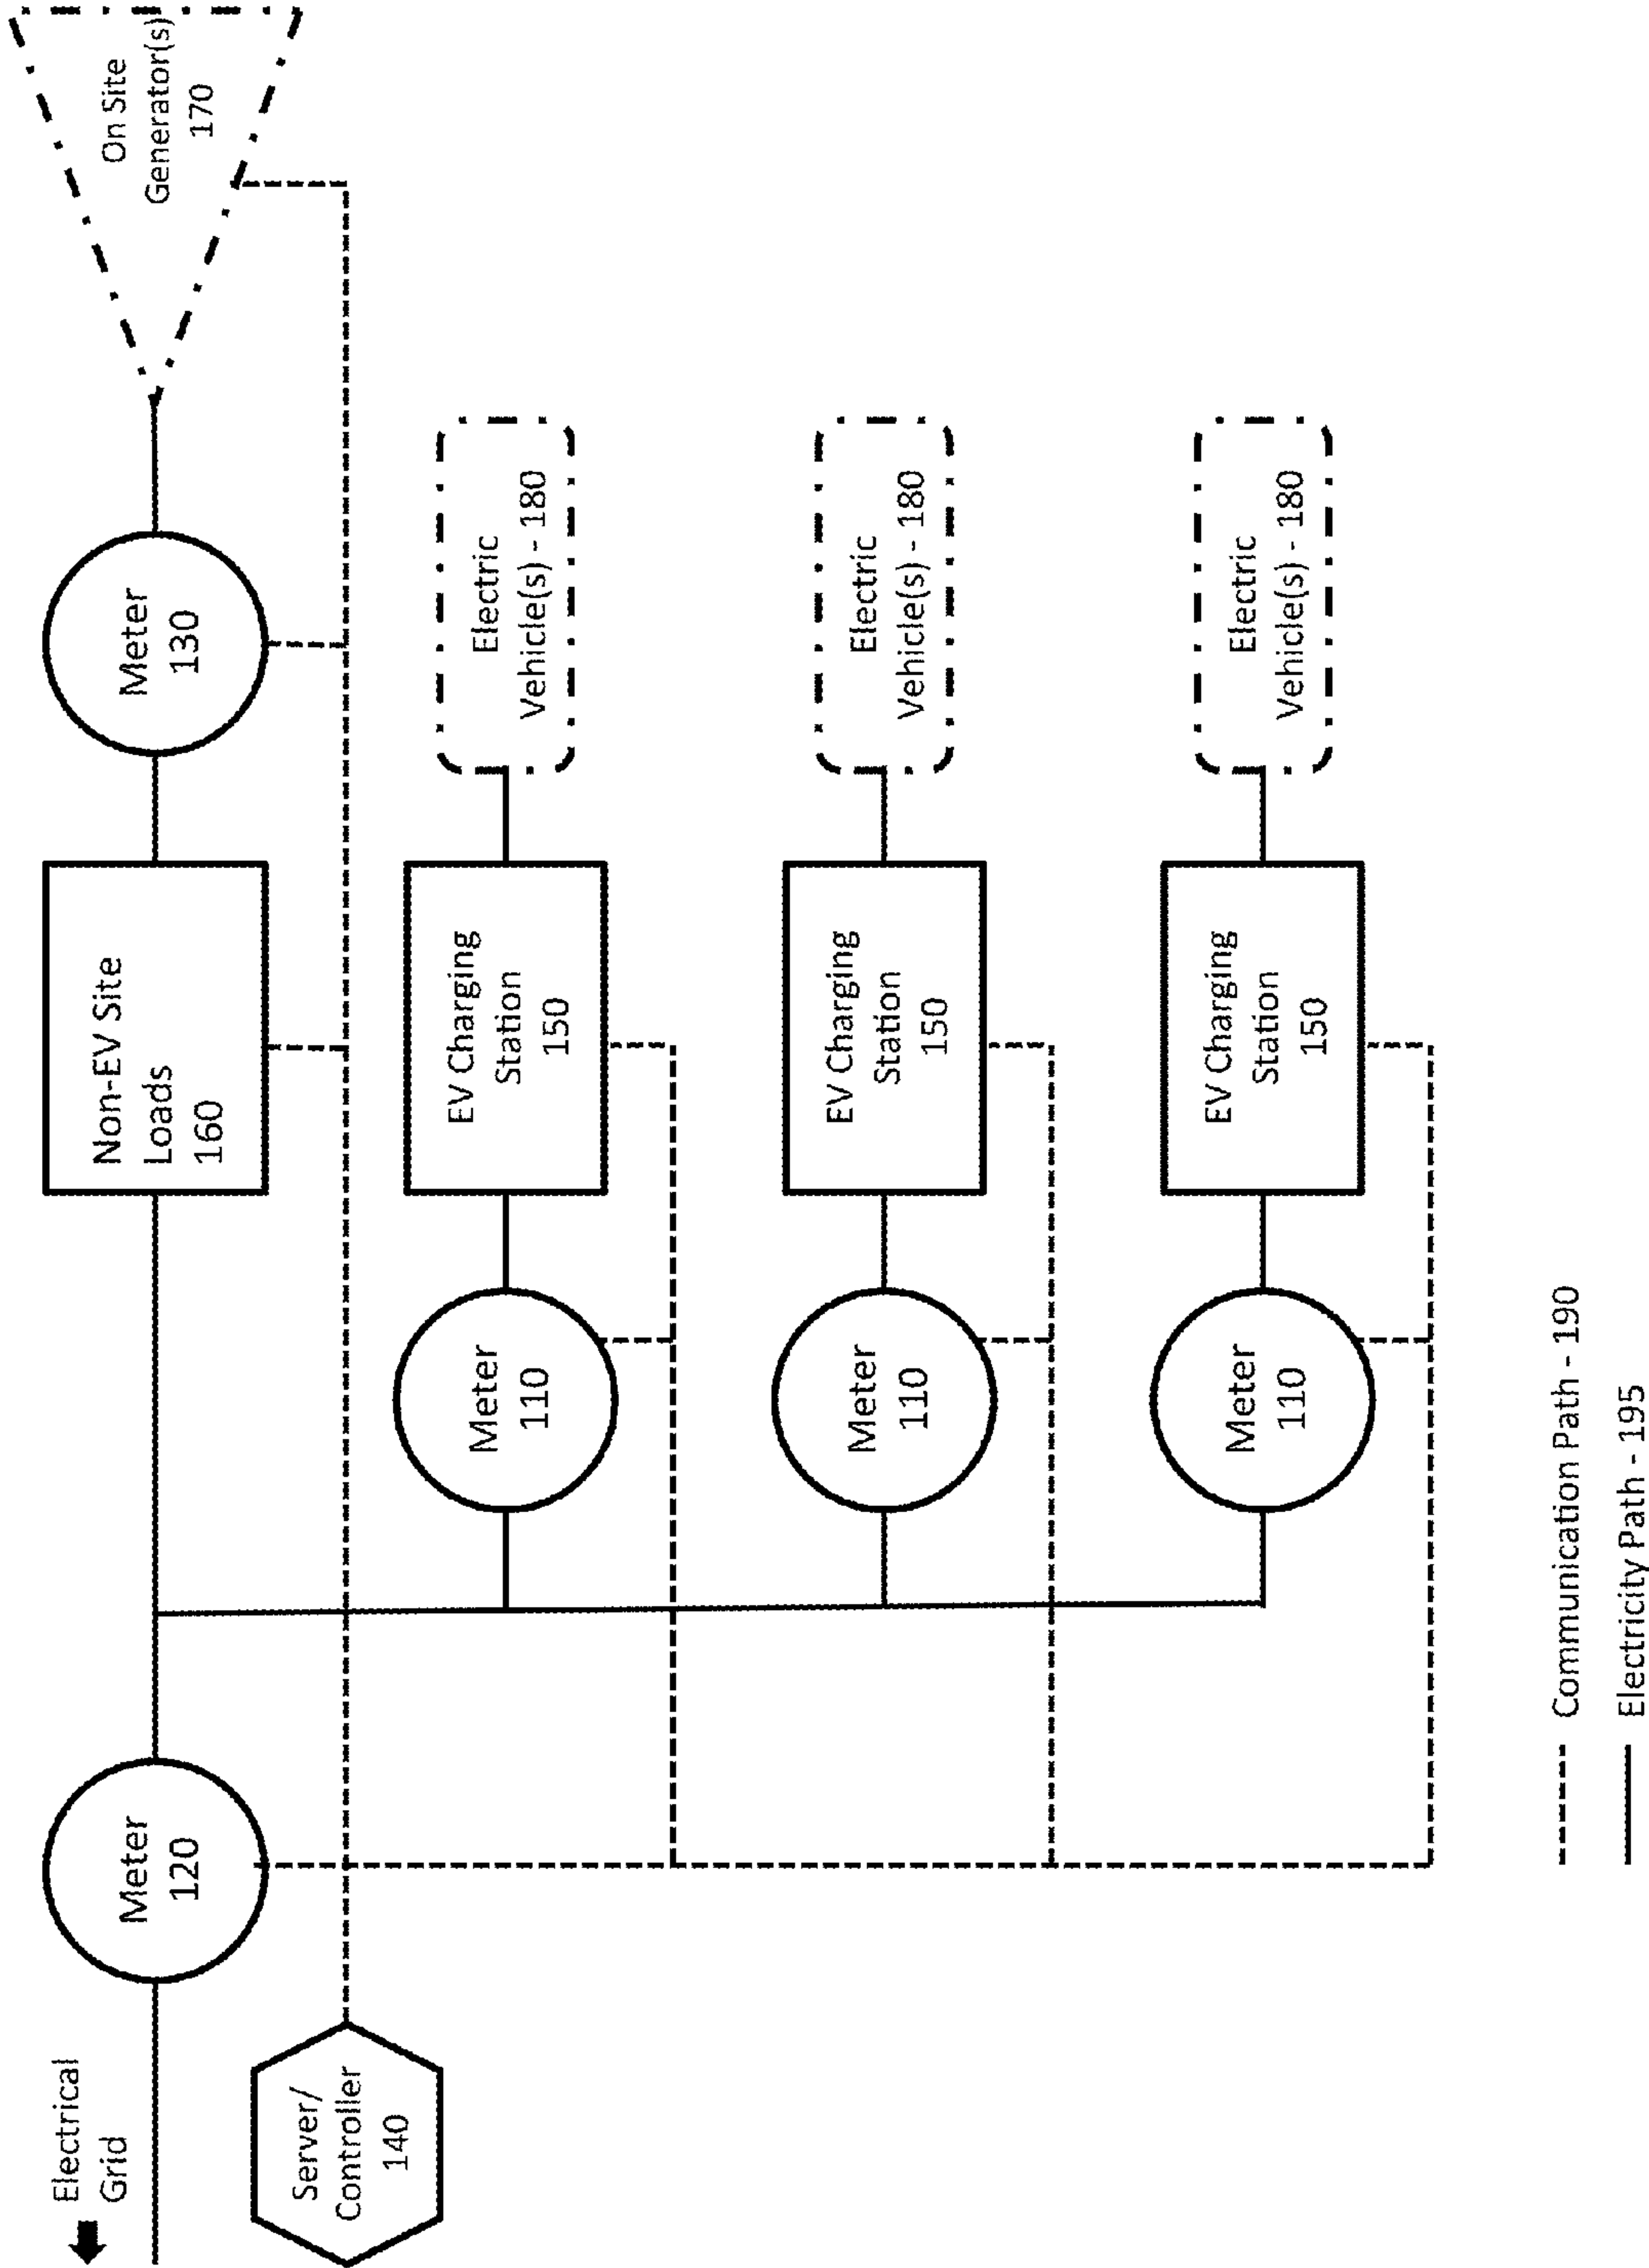 Electrical
Grid
Meter
120
Non-EV Site
Loads
160
Meter
130
On Site
Generator(s)
170
Server/
Controller
140
Meter
110
EV Charging
Station
150
Electric
Vehicle(s) - 180
Meter
110
EV Charging
Station
150
Electric
Vehicle(s) - 180
Meter
110
EV Charging
Station
150
Electric
Vehicle(s) - 180
Communication Path - 190
Electricity Path - 195